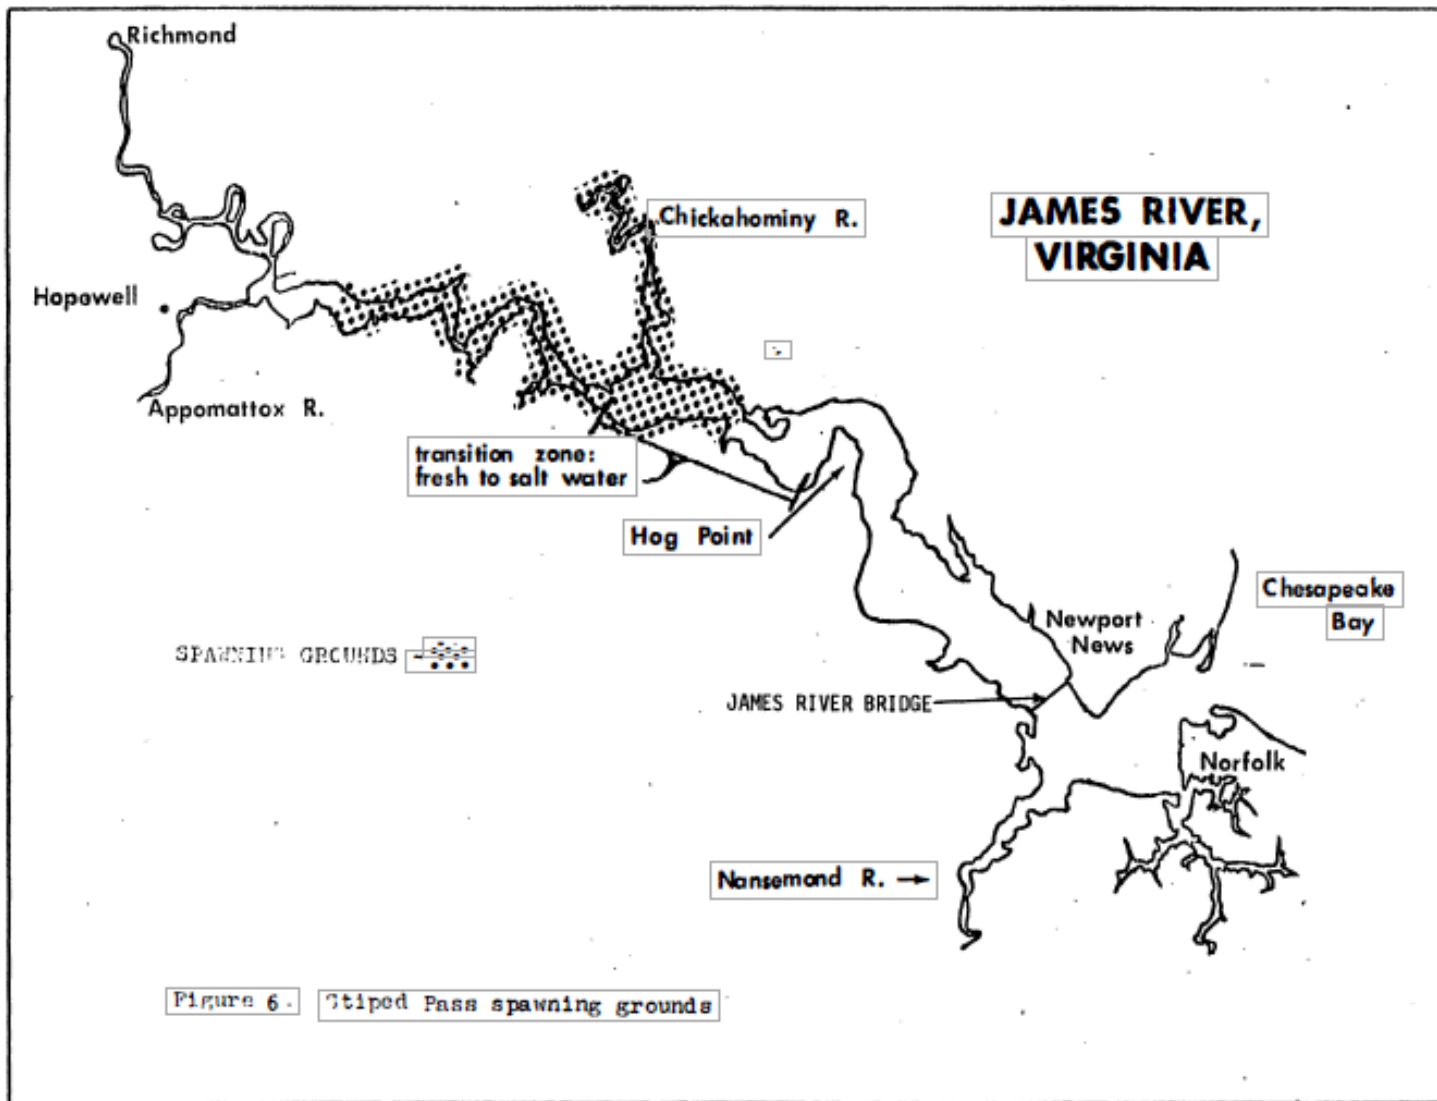 Richmond
Chickahominy R.
JAMES RIVER,
VIRGINIA
Hopewell
Appomattox R.
transition zone:
fresh to salt water
Hog Point
Chesapeake
Bay
Newport
News
SPAWNING GROUNDS -
JAMES RIVER BRIDGE
Norfolk
Nansemond R. →
Figure 6. Stiped Pass spawning grounds